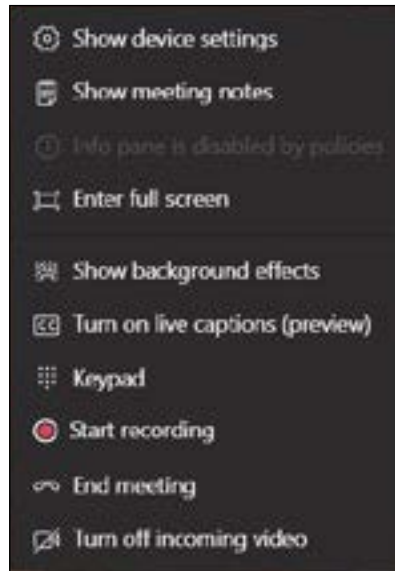 Show device settings
Show meeting notes
Info pane is disabled by policies
Enter full screen
Show background effects
Turn on live captions (preview)
Keypad
Start recording
End meeting
Turn off incoming video